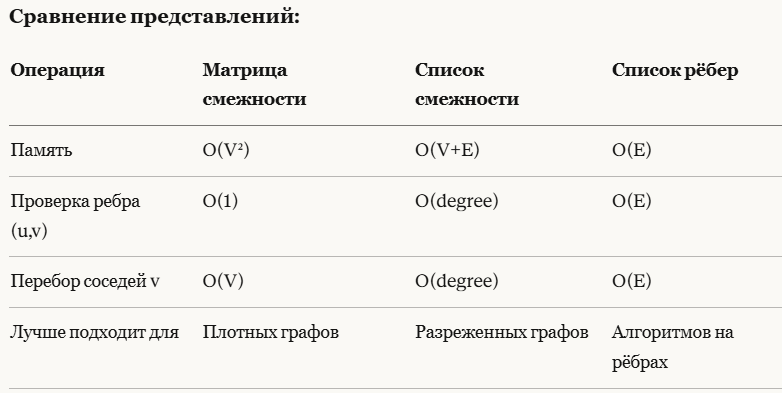 Сравнение представлений:
Операция Матрица смежности Список смежности Список рёбер
Память O(V²) O(V+E) O(E)
Проверка ребра (u,v) O(1) O(degree) O(E)
Перебор соседей v O(V) O(degree) O(E)
Лучше подходит для Плотных графов Разреженных графов Алгоритмов на рёбрах